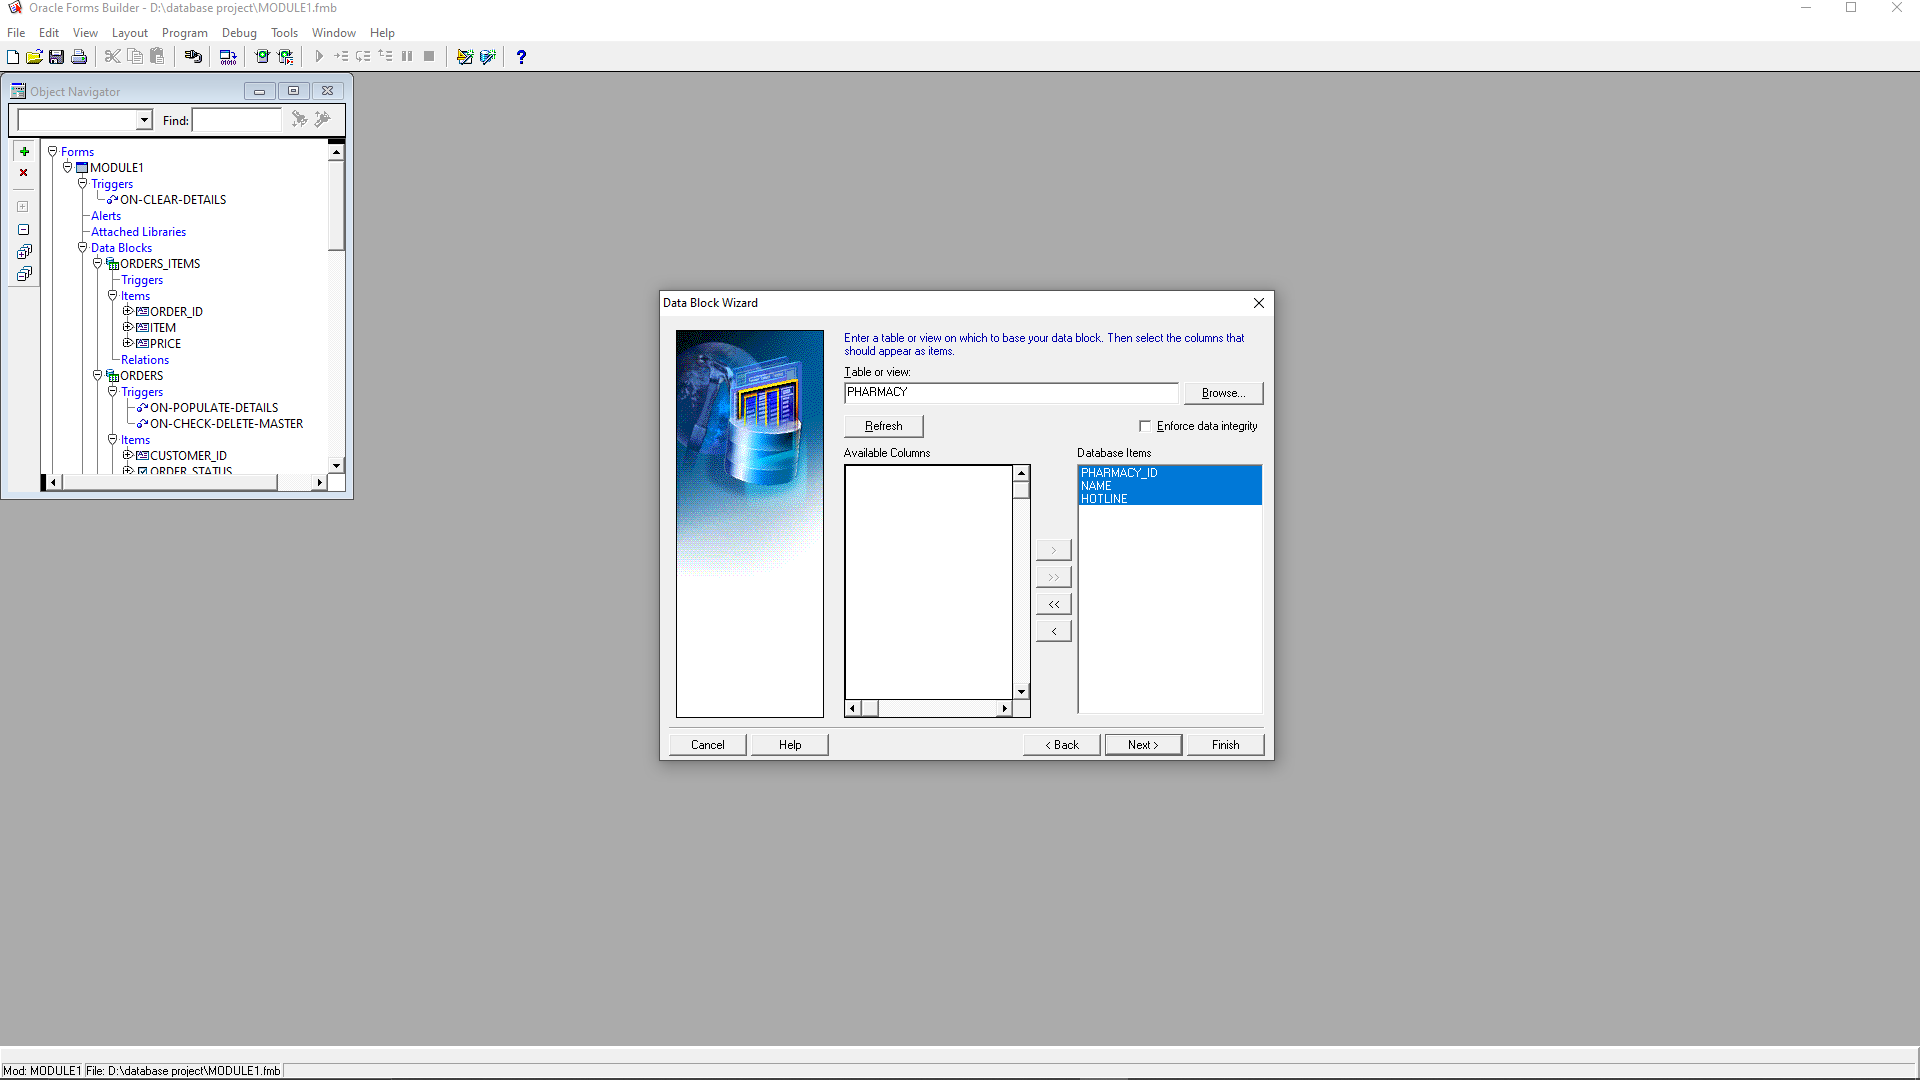 Oracle Forms Builder - D:\database project\MODULE1.fmb
File Edit View Layout Program Debug Tools Window Help
Object Navigator
Find:
Forms
MODULE1
Triggers
ON-CLEAR-DETAILS
Alerts
Attached Libraries
Data Blocks
ORDERS_ITEMS
Triggers
Items
ORDER_ID
ITEM
PRICE
Relations
ORDERS
Triggers
ON-POPULATE-DETAILS
ON-CHECK-DELETE-MASTER
Items
CUSTOMER_ID
ORDER_STATUS
Data Block Wizard
Enter a table or view on which to base your data block. Then select the columns that
should appear as items.
Table or view:
PHARMACY
Browse...
Refresh
Enforce data integrity
Available Columns
Database Items
PHARMACY_ID
NAME
HOTLINE
>
>>
<<
<
Cancel Help < Back Next > Finish
Mod: MODULE1 File: D:\database project\MODULE1.fmb